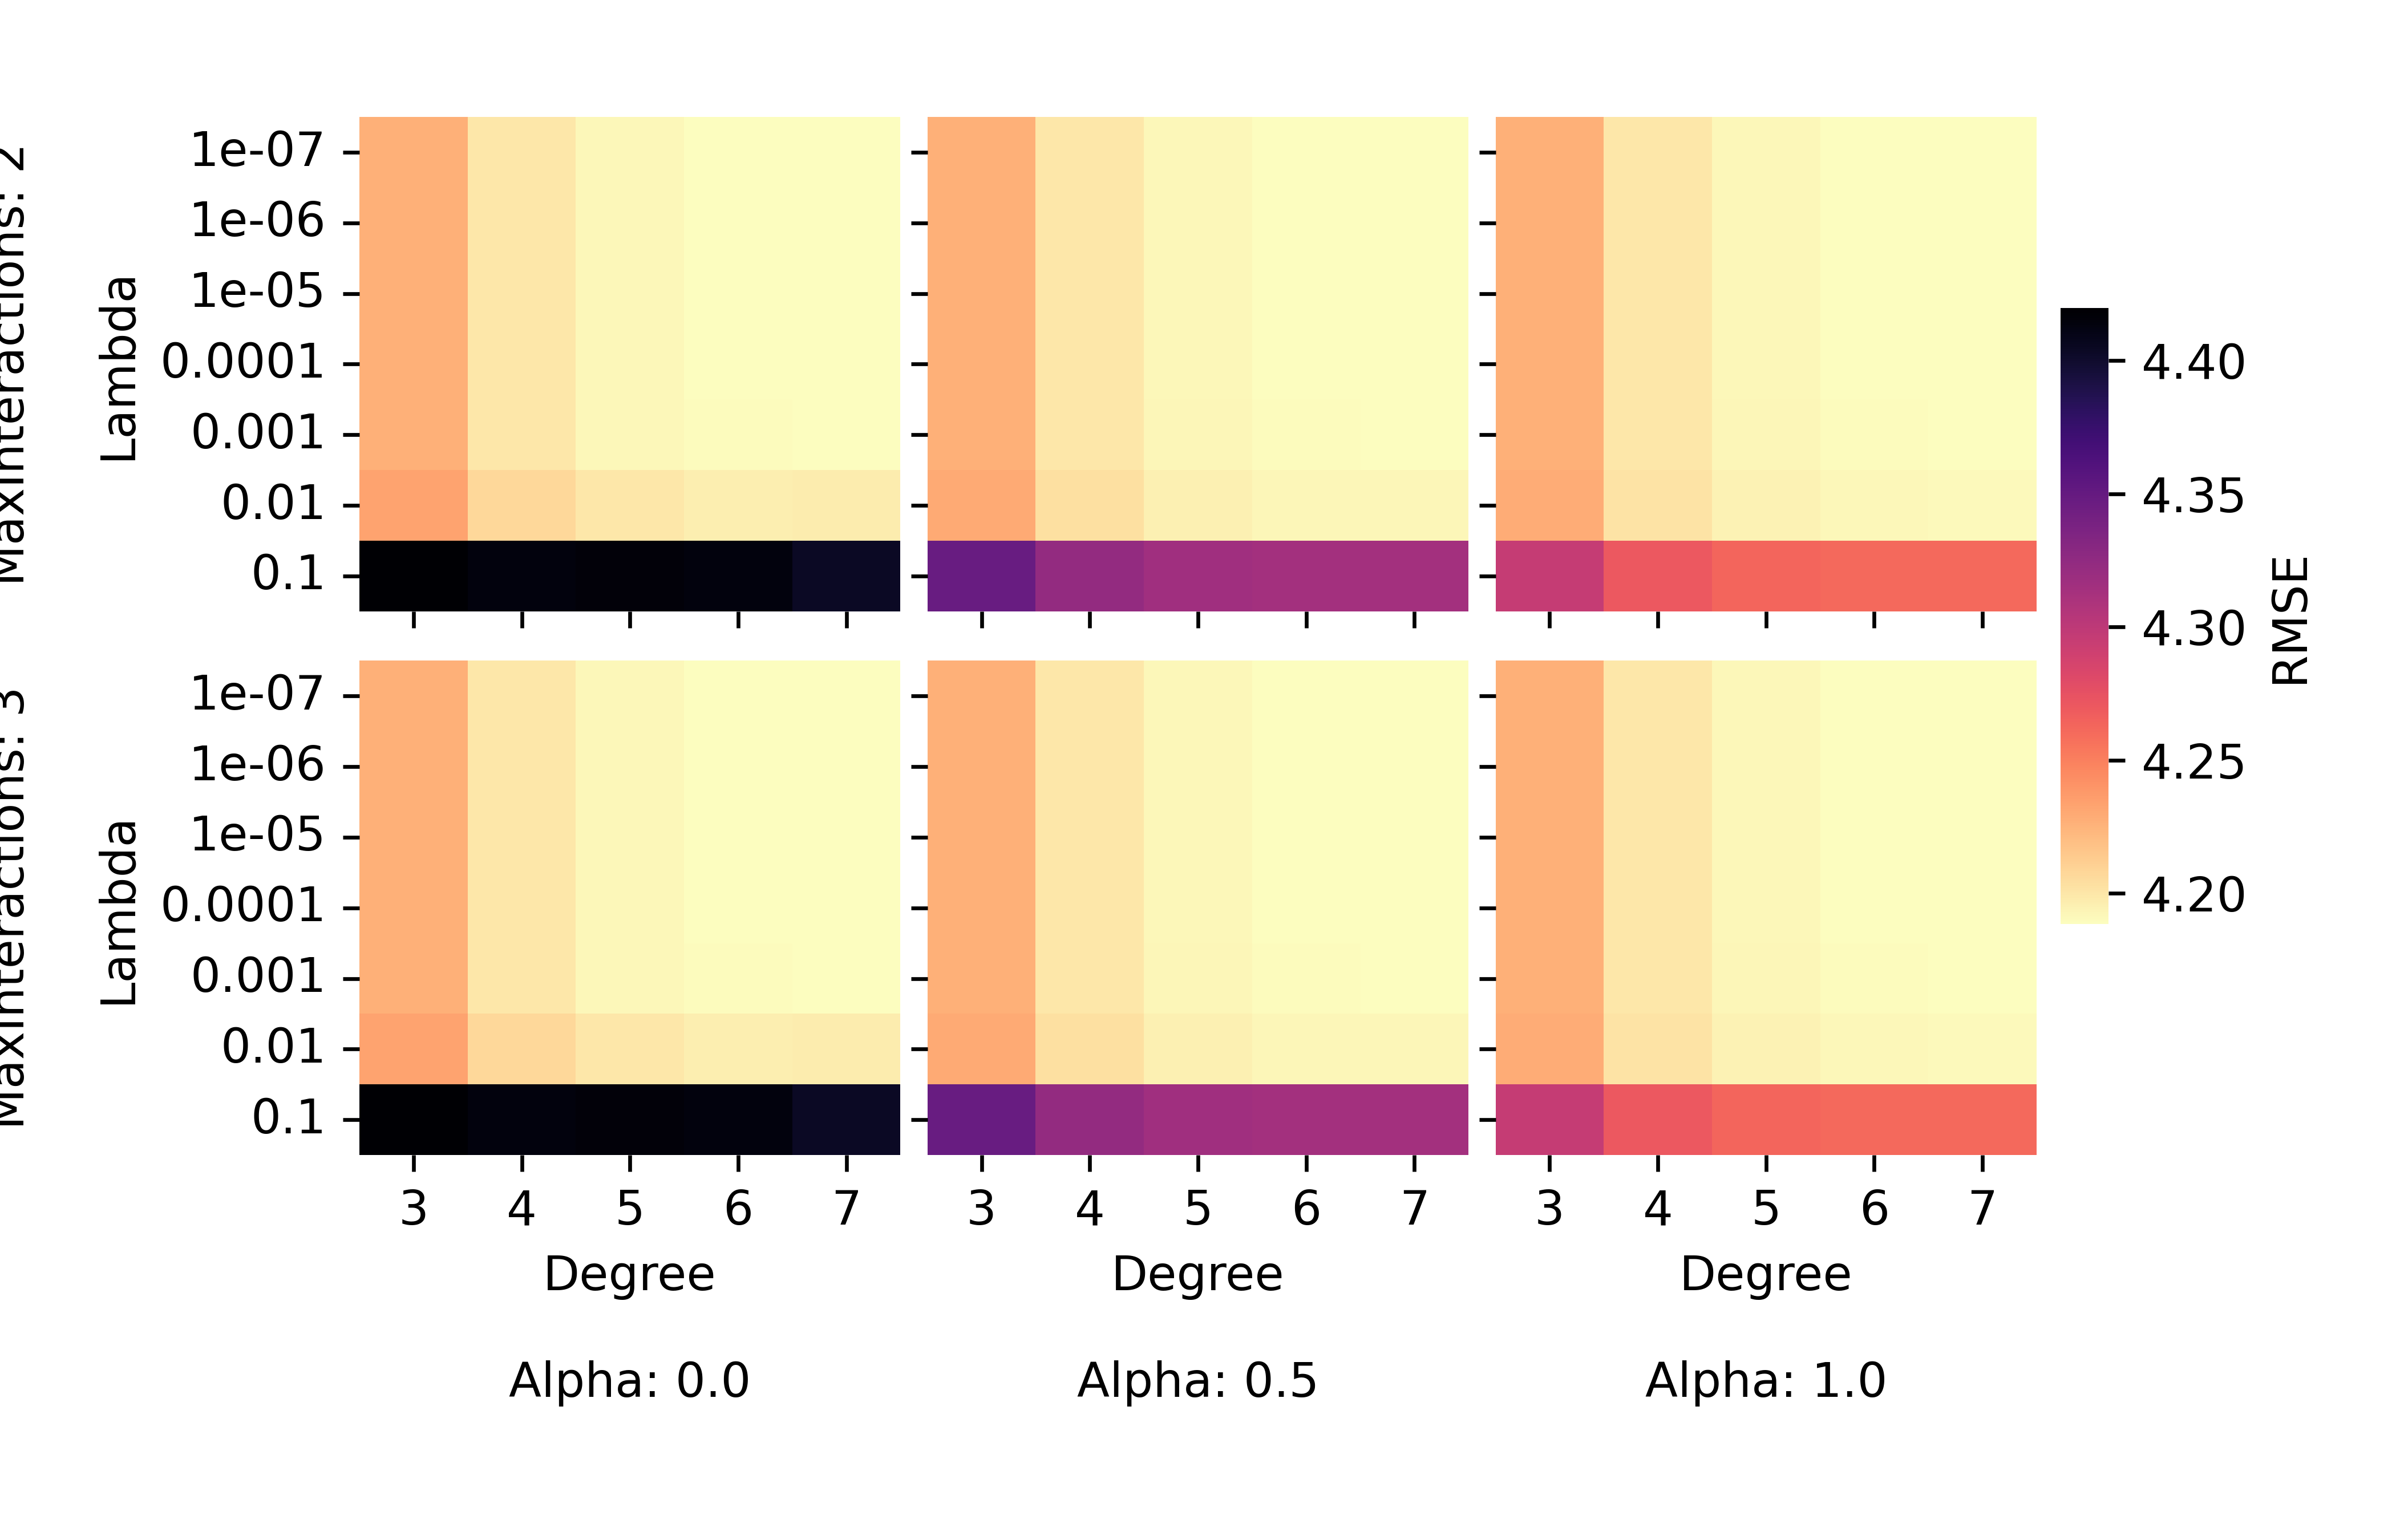 MaxInteractions: 2
Lambda
1e-07
1e-06
1e-05
0.0001
0.001
0.01
0.1
MaxInteractions: 3
Lambda
1e-07
1e-06
1e-05
0.0001
0.001
0.01
0.1
3 4 5 6 7
3 4 5 6 7
3 4 5 6 7
Degree
Degree
Degree
Alpha: 0.0
Alpha: 0.5
Alpha: 1.0
4.40
4.35
4.30
4.25
4.20
RMSE